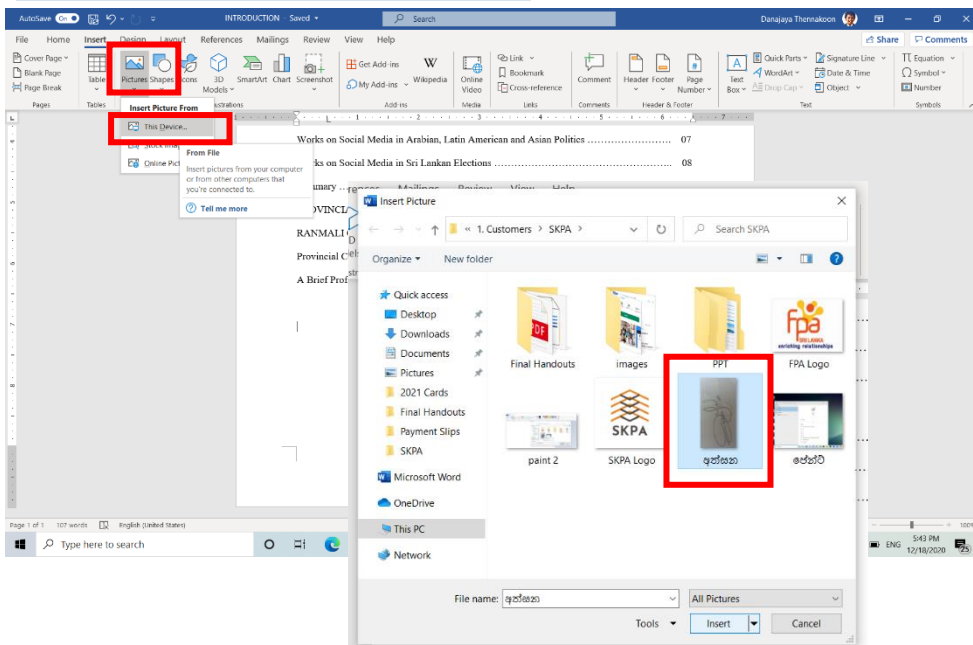 AutoSave On INTRODUCTION - Saved Search Danajaya Thennakoon
File Home Insert Design Layout References Mailings Review View Help Share Comments
Cover Page
Blank Page
Page Break
Pages
Table
Tables
Pictures Shapes Icons 3D Models SmartArt Chart Screenshot
Get Add-ins
My Add-ins
Wikipedia
Add-ins
Online Video
Media
Link
Bookmark
Cross-reference
Links
Comment
Comments
Header Footer Page Number
Header & Footer
Text Box
Quick Parts
WordArt
Drop Cap
Signature Line
Date & Time
Object
Text
Equation
Symbol
Number
Symbols
Insert Picture From
This Device...
Online Pict
From File
Insert pictures from your computer
or from other computers that
you're connected to.
Tell me more
Works on Social Media in Arabian, Latin American and Asian Politics ........................ 07
ks on Social Media in Sri Lankan Elections ................................................ 08
mmary
OVINCI
RANMALI
Provincial C
A Brief Prof
Insert Picture
« 1. Customers > SKPA > Search SKPA
Organize New folder
Quick access
Desktop
Downloads
Documents
Pictures
2021 Cards
Final Handouts
Payment Slips
SKPA
Microsoft Word
OneDrive
This PC
Network
PDF
Final Handouts images PPT FPA Logo
fpa
SRI LANKA
enriching relationships
SKPA
paint 2 SKPA Logo අත්සන පේන්ට්
File name: අත්සන All Pictures
Tools Insert Cancel
Page 1 of 1 107 words English (United States) 100%
Type here to search ENG 5:43 PM
12/18/2020 25